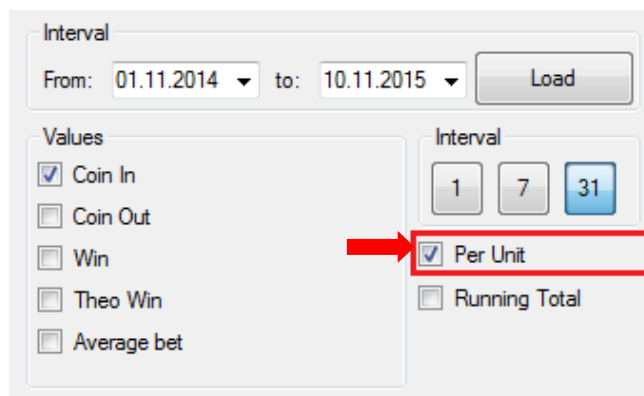 Interval
From: 01.11.2014 to: 10.11.2015 Load
Values
Coin In
Coin Out
Win
Theo Win
Average bet
Interval
1 7 31
Per Unit
Running Total